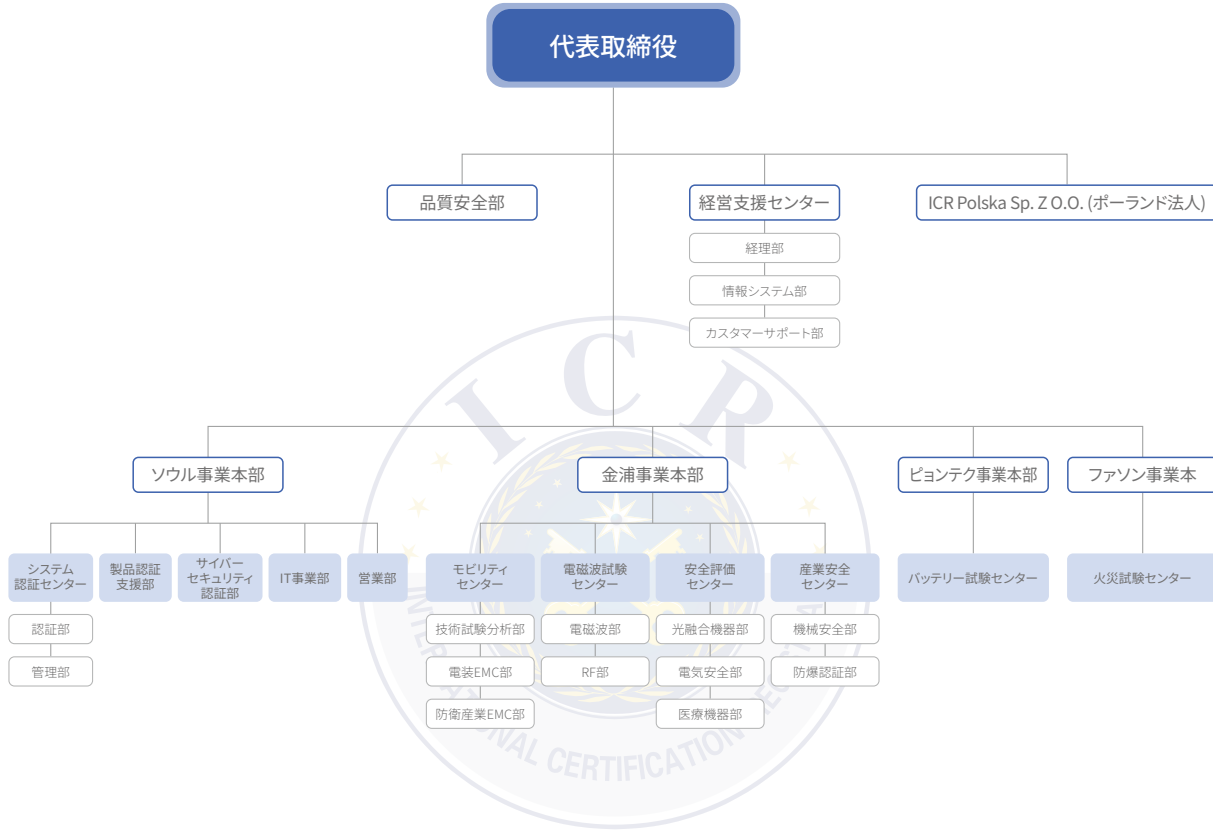 代表取締役
品質安全部
経営支援センター
ICR Polska Sp. Z O.O. (ポーランド法人)
経理部
情報システム部
カスタマーサポート部
ソウル事業本部
金浦事業本部
ピョンテク事業本部
ファソン事業本
システム
認証センター
製品認証
支援部
サイバー
セキュリティ
認証部
IT事業部
営業部
モビリティ
センター
電磁波試験
センター
安全評価
センター
産業安全
センター
バッテリー試験センター
火災試験センター
認証部
管理部
技術試験分析部
電装EMC部
防衛産業EMC部
電磁波部
RF部
光融合機器部
電気安全部
医療機器部
機械安全部
防爆認証部
ICR
CERTIFICATION